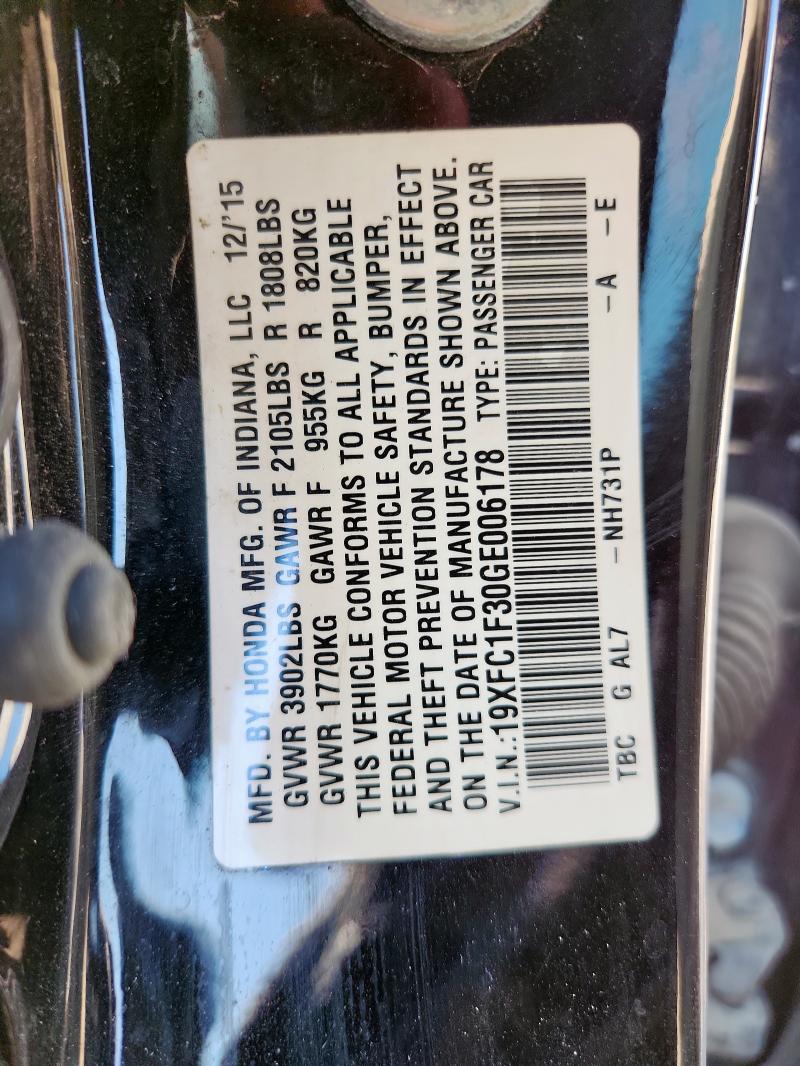 MFD. BY HONDA MFG. OF INDIANA, LLC 12/'15
GVWR 3902LBS GAWR F 2105LBS R 1808LBS
GVWR 1770KG GAWR F 955KG R 820KG
THIS VEHICLE CONFORMS TO ALL APPLICABLE
FEDERAL MOTOR VEHICLE SAFETY, BUMPER,
AND THEFT PREVENTION STANDARDS IN EFFECT
ON THE DATE OF MANUFACTURE SHOWN ABOVE.
V.I.N.:19XFC1F30GE006178 TYPE: PASSENGER CAR
TBC G AL7 -NH731P -A -E